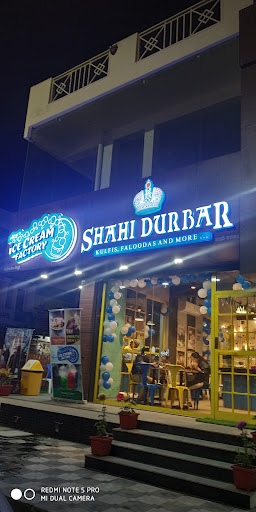 ICE CREAM
FACTORY
SHAHI DURBAR
KULFIS, FALOODAS AND MORE ...
REDMI NOTE 5 PRO
MI DUAL CAMERA